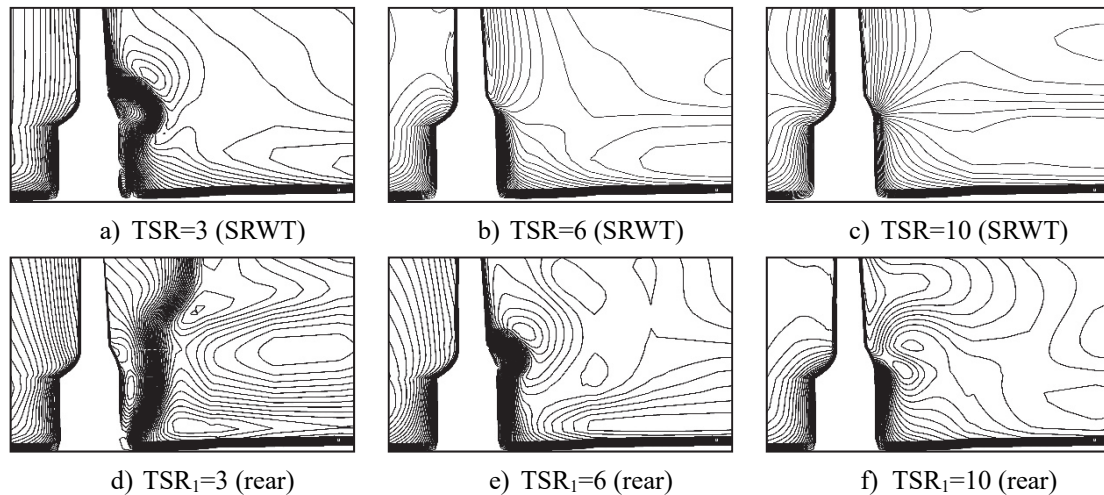 a) TSR=3 (SRWT)
b) TSR=6 (SRWT)
c) TSR=10 (SRWT)
d) TSR₁=3 (rear)
e) TSR₁=6 (rear)
f) TSR₁=10 (rear)